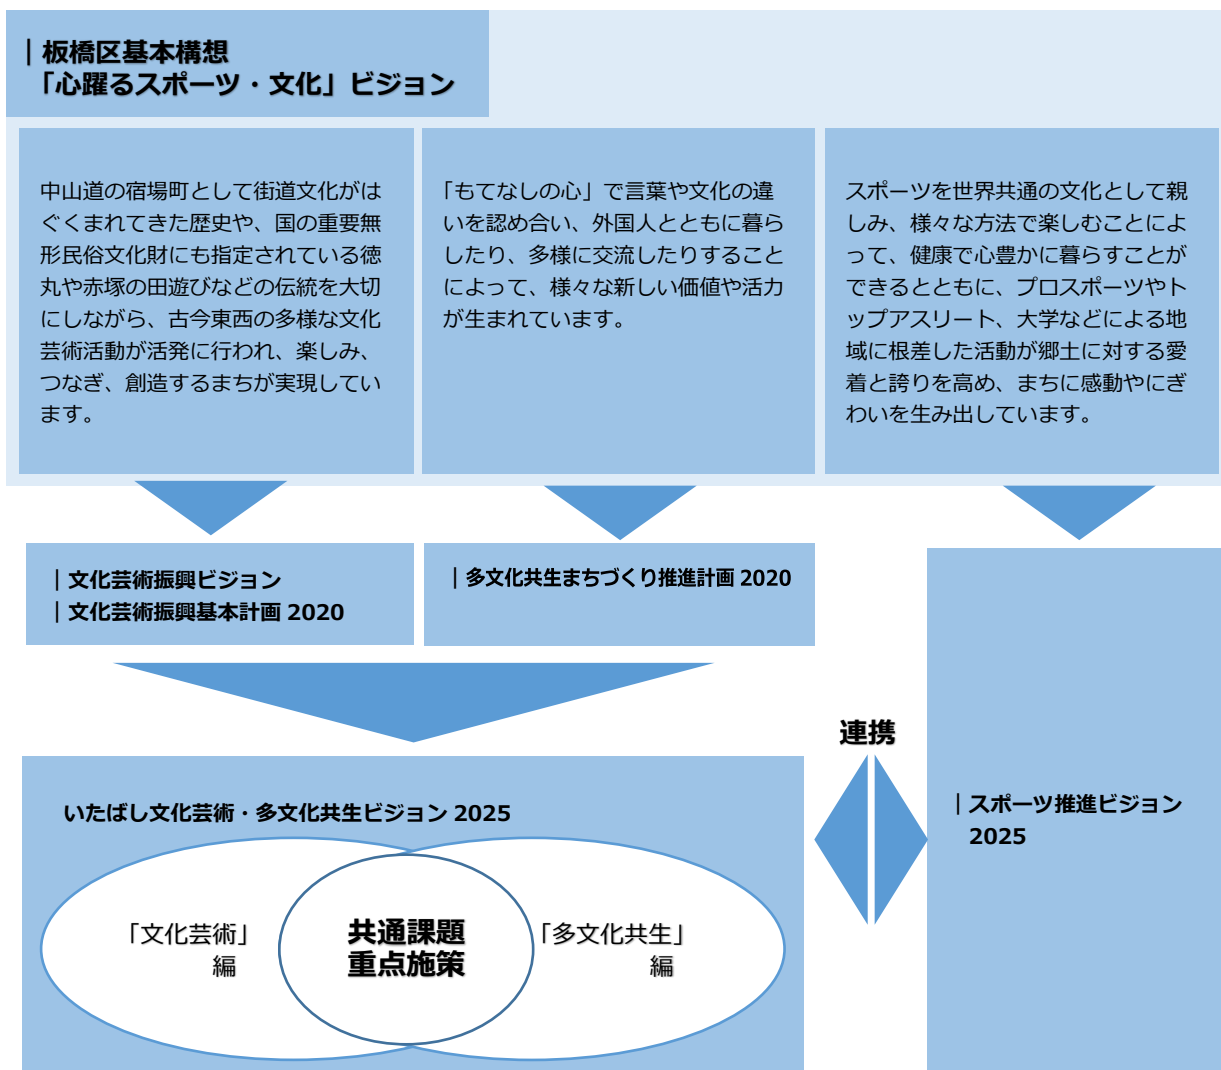 ｜板橋区基本構想
「心躍るスポーツ・文化」ビジョン
中山道の宿場町として街道文化がは
ぐくまれてきた歴史や、国の重要無
形民俗文化財にも指定されている徳
丸や赤塚の田遊びなどの伝統を大切
にしながら、古今東西の多様な文化
芸術活動が活発に行われ、楽しみ、
つなぎ、創造するまちが実現してい
ます。
「もてなしの心」で言葉や文化の違
いを認め合い、外国人とともに暮ら
したり、多様に交流したりすること
によって、様々な新しい価値や活力
が生まれています。
スポーツを世界共通の文化として親
しみ、様々な方法で楽しむことによ
って、健康で心豊かに暮らすことが
できるとともに、プロスポーツやト
ップアスリート、大学などによる地
域に根差した活動が郷土に対する愛
着と誇りを高め、まちに感動やにぎ
わいを生み出しています。
｜文化芸術振興ビジョン
｜文化芸術振興基本計画 2020
｜多文化共生まちづくり推進計画 2020
連携
いたばし文化芸術・多文化共生ビジョン 2025
「文化芸術」
編
共通課題
重点施策
「多文化共生」
編
｜スポーツ推進ビジョン
2025